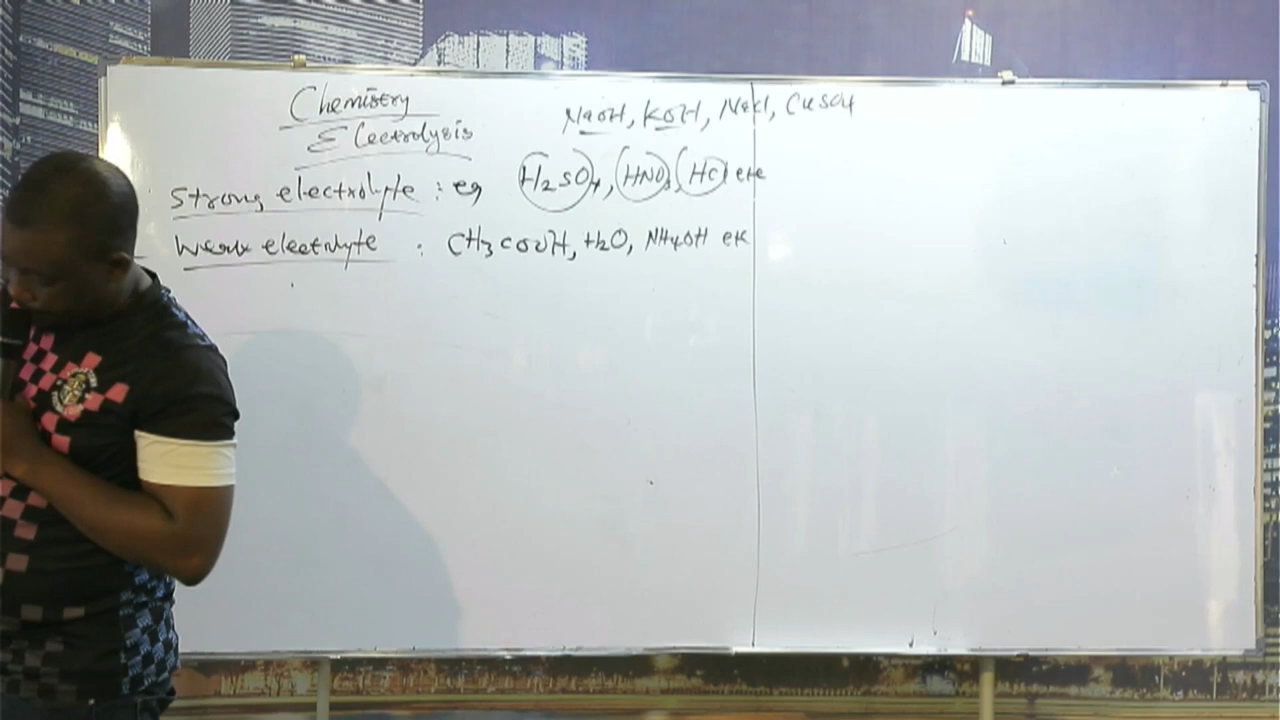 Chemistry
Electrolysis
NaOH, KOH, NaCl, CuSO4
Strong electrolyte : eg H2SO4, HNO3, HCl etc
Weak electrolyte : CH3COOH, H2O, NH4OH etc